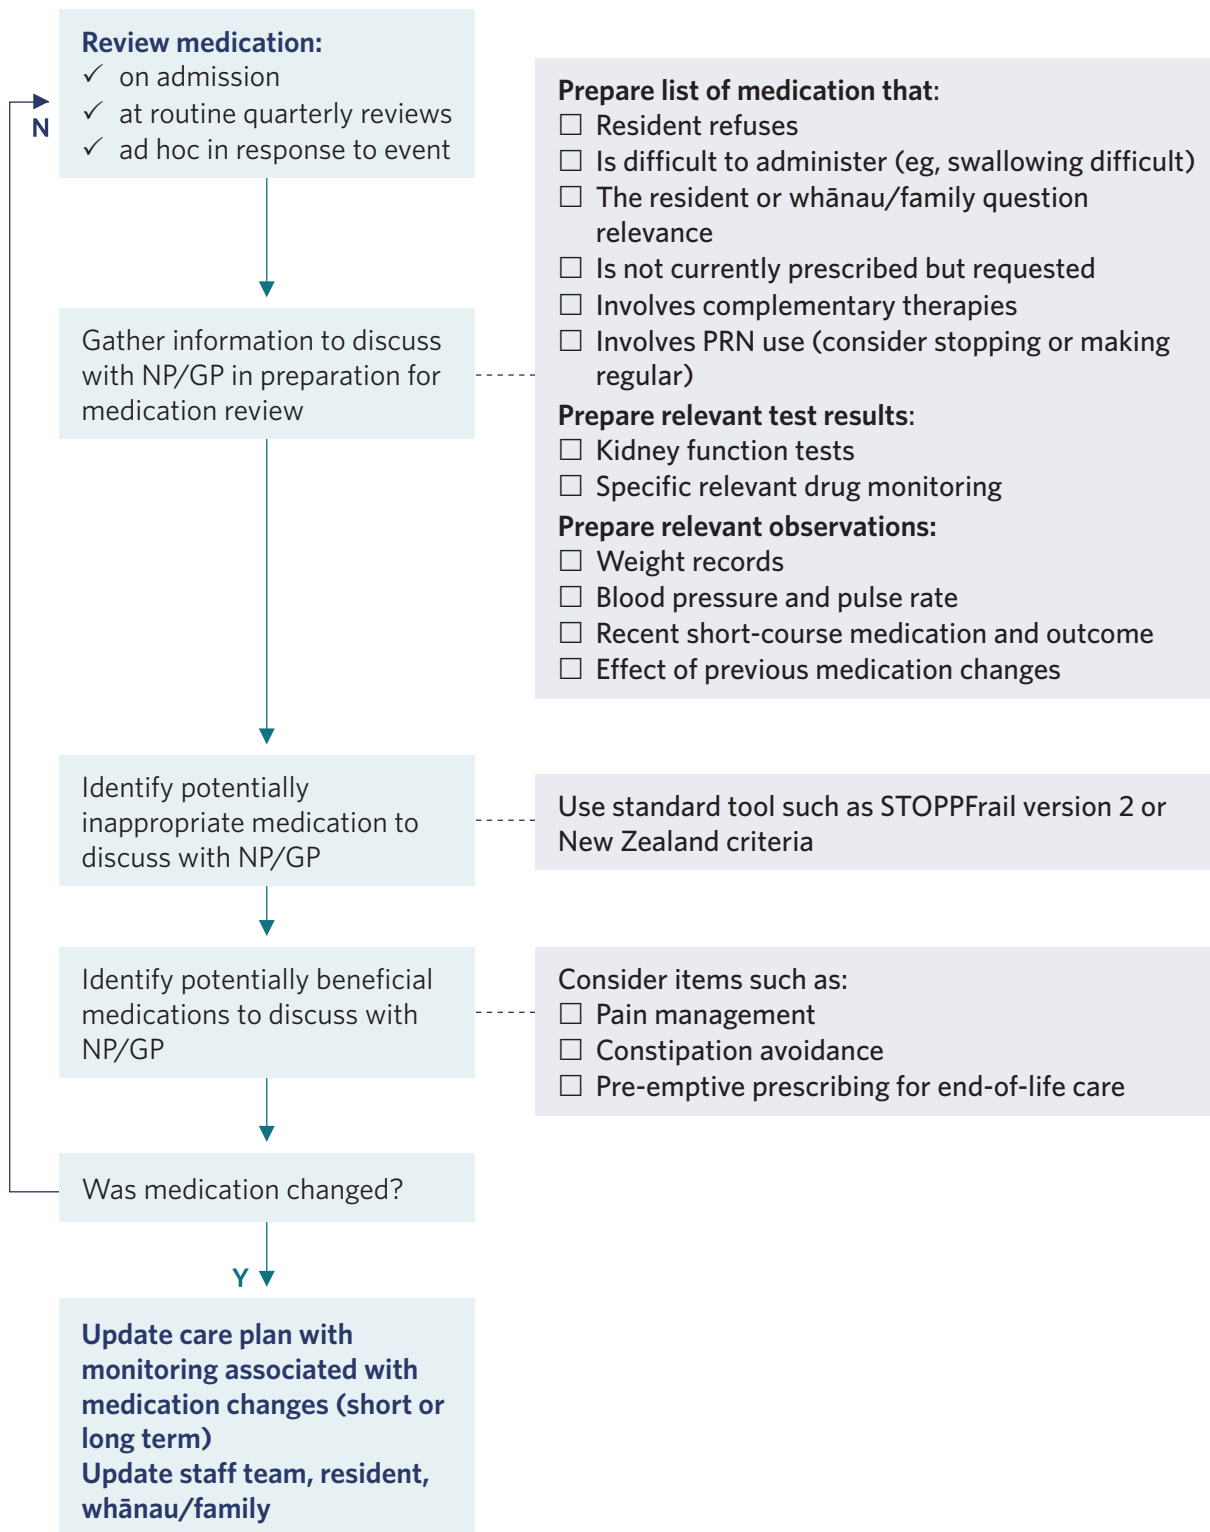 Review medication:
✓ on admission
✓ at routine quarterly reviews
✓ ad hoc in response to event
N
Gather information to discuss
with NP/GP in preparation for
medication review
Prepare list of medication that:
☐ Resident refuses
☐ Is difficult to administer (eg, swallowing difficult)
☐ The resident or whānau/family question
relevance
☐ Is not currently prescribed but requested
☐ Involves complementary therapies
☐ Involves PRN use (consider stopping or making
regular)
Prepare relevant test results:
☐ Kidney function tests
☐ Specific relevant drug monitoring
Prepare relevant observations:
☐ Weight records
☐ Blood pressure and pulse rate
☐ Recent short-course medication and outcome
☐ Effect of previous medication changes
Identify potentially
inappropriate medication to
discuss with NP/GP
Use standard tool such as STOPPFrail version 2 or
New Zealand criteria
Identify potentially beneficial
medications to discuss with
NP/GP
Consider items such as:
☐ Pain management
☐ Constipation avoidance
☐ Pre-emptive prescribing for end-of-life care
Was medication changed?
Y
Update care plan with
monitoring associated with
medication changes (short or
long term)
Update staff team, resident,
whānau/family